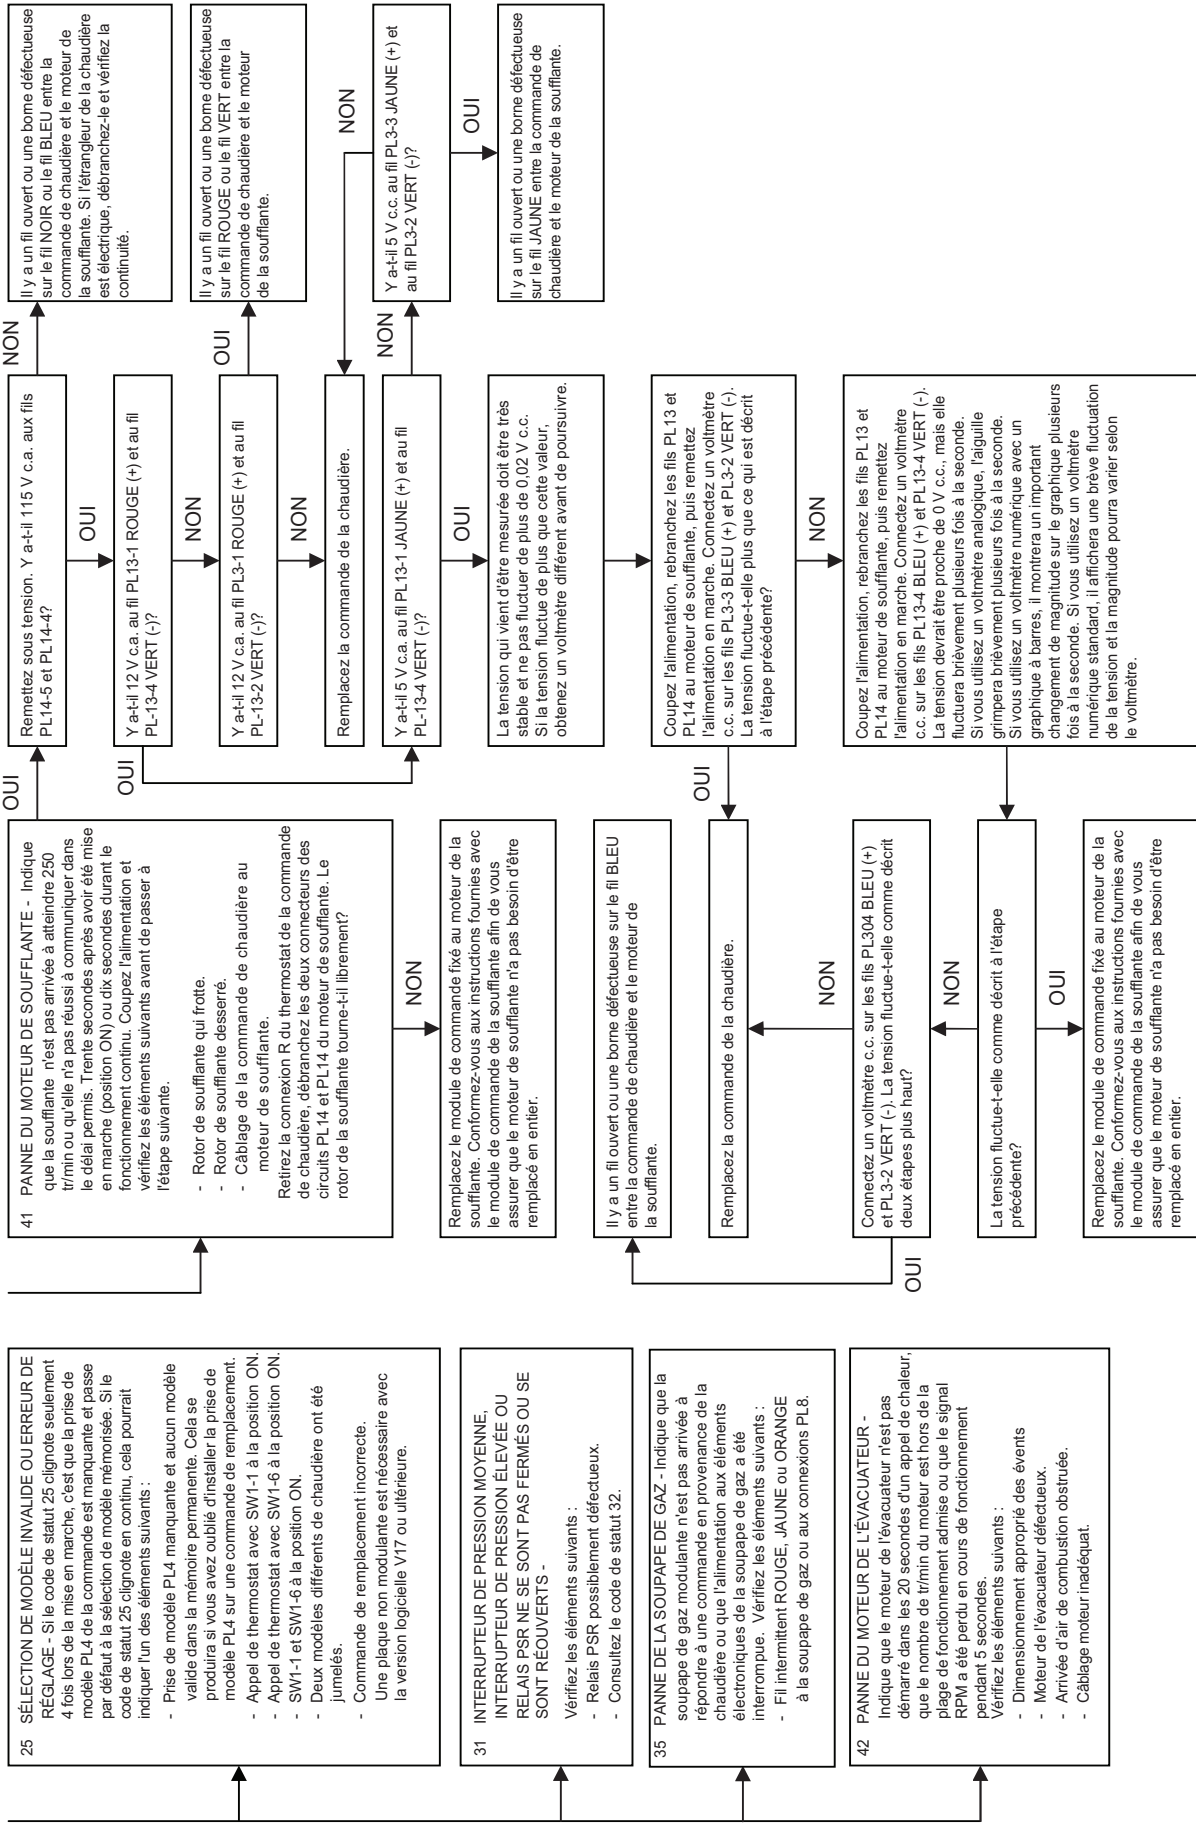 25 SÉLECTION DE MODÈLE INVALIDE OU ERREUR DE
RÉGLAGE - Si le code de statut 25 clignote seulement
4 fois lors de la mise en marche, c'est que la prise de
modèle PL4 de la commande est manquante et passe
par défaut à la sélection de modèle mémorisée. Si le
code de statut 25 clignote en continu, cela pourrait
indiquer l'un des éléments suivants :
- Prise de modèle PL4 manquante et aucun modèle
valide dans la mémoire permanente. Cela se
produira si vous avez oublié d'installer la prise de
modèle PL4 sur une commande de remplacement.
- Appel de thermostat avec SW1-1 à la position ON.
- Appel de thermostat avec SW1-6 à la position ON.
- SW1-1 et SW1-6 à la position ON.
- Deux modèles différents de chaudière ont été
jumelés.
- Commande de remplacement incorrecte.
Une plaque non modulante est nécessaire avec
la version logicielle V17 ou ultérieure.
31 INTERRUPTEUR DE PRESSION MOYENNE,
INTERRUPTEUR DE PRESSION ÉLEVÉE OU
RELAIS PSR NE SE SONT PAS FERMÉS OU SE
SONT RÉOUVERTS -
Vérifiez les éléments suivants :
- Relais PSR possiblement défectueux.
- Consultez le code de statut 32.
35 PANNE DE LA SOUPAPE DE GAZ - Indique que la
soupape de gaz modulante n'est pas arrivée à
répondre à une commande en provenance de la
chaudière ou que l'alimentation aux éléments
électroniques de la soupape de gaz a été
interrompue. Vérifiez les éléments suivants :
- Fil intermittent ROUGE, JAUNE ou ORANGE
à la soupape de gaz ou aux connexions PL8.
42 PANNE DU MOTEUR DE L'ÉVACUATEUR -
Indique que le moteur de l'évacuateur n'est pas
démarré dans les 20 secondes d'un appel de chaleur,
que le nombre de tr/min du moteur est hors de la
plage de fonctionnement admise ou que le signal
RPM a été perdu en cours de fonctionnement
pendant 5 secondes.
Vérifiez les éléments suivants :
- Dimensionnement approprié des évents
- Moteur de l'évacuateur défectueux.
- Arrivée d'air de combustion obstruée.
- Câblage moteur inadéquat.
41 PANNE DU MOTEUR DE SOUFFLANTE - Indique
que la soufflante n'est pas arrivée à atteindre 250
tr/min ou qu'elle n'a pas réussi à communiquer dans
le délai permis. Trente secondes après avoir été mise
en marche (position ON) ou dix secondes durant le
fonctionnement continu. Coupez l'alimentation et
vérifiez les éléments suivants avant de passer à
l'étape suivante.
- Rotor de soufflante qui frotte.
- Rotor de soufflante desserré.
- Câblage de la commande de chaudière au
moteur de soufflante.
Retirez la connexion R du thermostat de la commande
de chaudière, débranchez les deux connecteurs des
circuits PL14 et PL14 du moteur de soufflante. Le
rotor de la soufflante tourne-t-il librement?
NON
Remplacez le module de commande fixé au moteur de la
soufflante. Conformez-vous aux instructions fournies avec
le module de commande de la soufflante afin de vous
assurer que le moteur de soufflante n'a pas besoin d'être
remplacé en entier.
Il y a un fil ouvert ou une borne défectueuse sur le fil BLEU
entre la commande de chaudière et le moteur de
la soufflante.
Remplacez la commande de la chaudière.
NON
Connectez un voltmètre c.c. sur les fils PL304 BLEU (+)
et PL3-2 VERT (-). La tension fluctue-t-elle comme décrit
deux étapes plus haut?
OUI
NON
La tension fluctue-t-elle comme décrit à l'étape
précédente?
OUI
Remplacez le module de commande fixé au moteur de la
soufflante. Conformez-vous aux instructions fournies avec
le module de commande de la soufflante afin de vous
assurer que le moteur de soufflante n'a pas besoin d'être
remplacé en entier.
OUI
Remettez sous tension. Y a-t-il 1115 V c.a. aux fils
PL14-5 et PL14-4?
NON
OUI
Y a-t-il 12 V c.a. au fil PL13-1 ROUGE (+) et au fil
PL-13-4 VERT (-)?
OUI
NON
Y a-t-il 12 V c.a. au fil PL3-1 ROUGE (+) et au fil
PL13-2 VERT (-)?
OUI
NON
Remplacez la commande de la chaudière.
Y a-t-il 5 V c.a. au fil PL13-1 JAUNE (+) et au fil
PL13-4 VERT (-)?
NON
OUI
La tension qui vient d'être mesurée doit être très
stable et ne pas fluctuer de plus de 0,02 V c.c.
Si la tension fluctue de plus que cette valeur,
obtenez un voltmètre différent avant de poursuivre.
Coupez l'alimentation, rebranchez les fils PL13 et
PL14 au moteur de soufflante, puis remettez
l'alimentation en marche. Connectez un voltmètre
c.c. sur les fils PL3-3 BLEU (+) et PL3-2 VERT (-).
La tension fluctue-t-elle plus que ce qui est décrit
à l'étape précédente?
OUI
NON
Coupez l'alimentation, rebranchez les fils PL13 et
PL14 au moteur de soufflante, puis remettez
l'alimentation en marche. Connectez un voltmètre
c.c. sur les fils PL13-4 BLEU (+) et PL13-4 VERT (-).
La tension devrait être proche de 0 V c.c., mais elle
fluctuera brièvement plusieurs fois à la seconde.
Si vous utilisez un voltmètre analogique, l'aiguille
grimpera brièvement plusieurs fois à la seconde.
Si vous utilisez un voltmètre numérique avec un
graphique à barres, il montrera un important
changement de magnitude sur le graphique plusieurs
fois à la seconde. Si vous utilisez un voltmètre
numérique standard, il affichera une brève fluctuation
de la tension et la magnitude pourra varier selon
le voltmètre.
Il y a un fil ouvert ou une borne défectueuse
sur le fil NOIR ou le fil BLEU entre la
commande de chaudière et le moteur de
la soufflante. Si l'étrangleur de la chaudière
est électrique, débranchez-le et vérifiez la
continuité.
Il y a un fil ouvert ou une borne défectueuse
sur le fil ROUGE ou le fil VERT entre la
commande de chaudière et le moteur
de la soufflante.
NON
Y a-t-il 5 V c.c. au fil PL3-3 JAUNE (+) et
au fil PL3-2 VERT (-)?
OUI
Il y a un fil ouvert ou une borne défectueuse
sur le fil JAUNE entre la commande de
chaudière et le moteur de la soufflante.